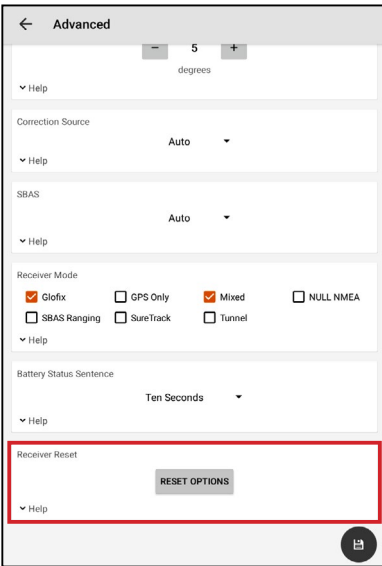 Advanced
− 5 +
degrees
Help
Correction Source
Auto
Help
SBAS
Auto
Help
Receiver Mode
Glofix GPS Only Mixed NULL NMEA
SBAS Ranging SureTrack Tunnel
Help
Battery Status Sentence
Ten Seconds
Help
Receiver Reset
RESET OPTIONS
Help